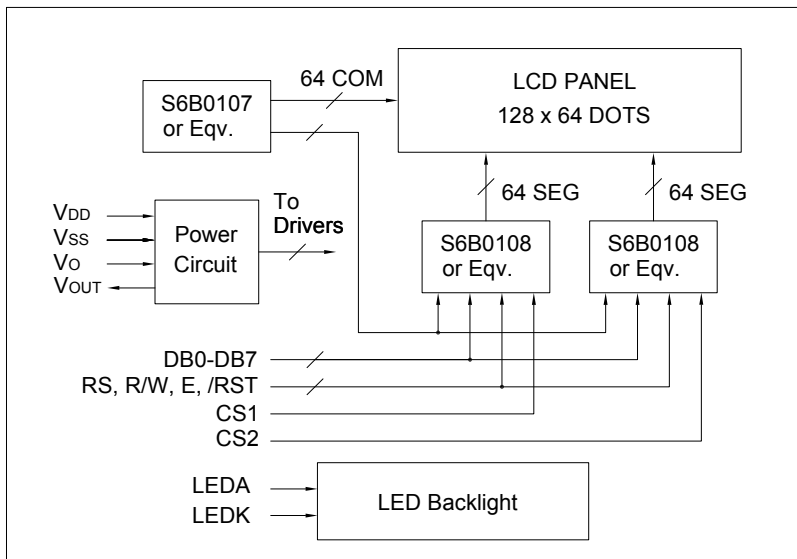 64 COM
S6B0107
or Eqv.
LCD PANEL
128 x 64 DOTS
64 SEG
64 SEG
VDD
VSS
VO
VOUT
Power
Circuit
To
Drivers
S6B0108
or Eqv.
S6B0108
or Eqv.
DB0-DB7
RS, R/W, E, /RST
CS1
CS2
LEDA
LEDK
LED Backlight